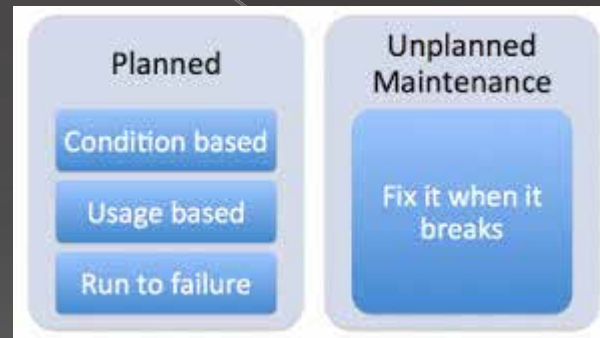 Planned
Condition based
Usage based
Run to failure
Unplanned
Maintenance
Fix it when it
breaks